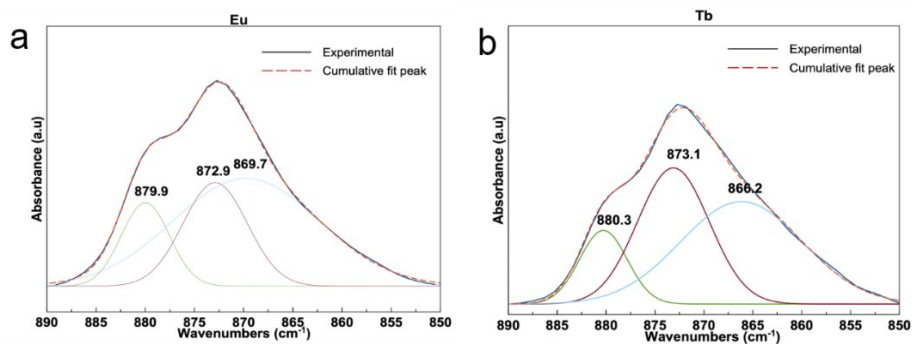 a
Eu
Experimental
Cumulative fit peak
879.9
872.9
869.7
Absorbance (a.u)
890 885 880 875 870 865 860 855 850
Wavenumbers (cm-1)
b
Tb
Experimental
Cumulative fit peak
880.3
873.1
866.2
Absorbance (a.u)
890 885 880 875 870 865 860 855 850
Wavenumbers (cm-1)